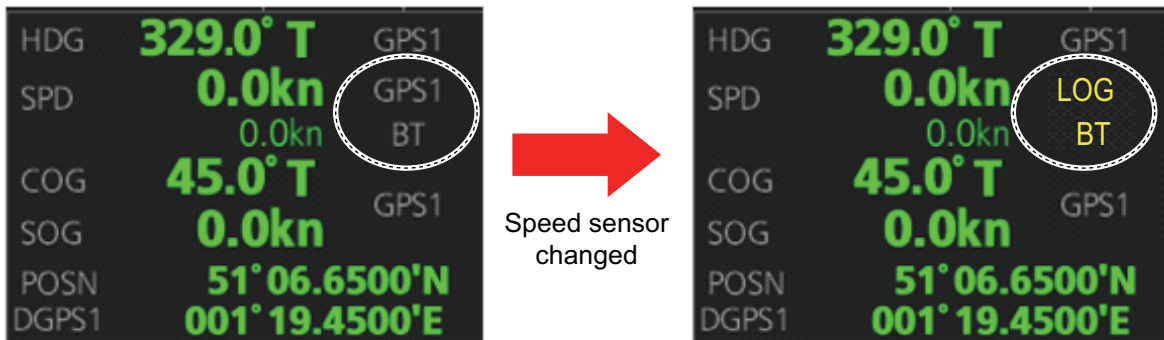 HDG 329.0° T GPS1
SPD 0.0kn GPS1
0.0kn BT
COG 45.0° T GPS1
SOG 0.0kn
POSN 51° 06.6500'N
DGPS1 001° 19.4500'E
Speed sensor
changed
HDG 329.0° T GPS1
SPD 0.0kn LOG
0.0kn BT
COG 45.0° T GPS1
SOG 0.0kn
POSN 51° 06.6500'N
DGPS1 001° 19.4500'E